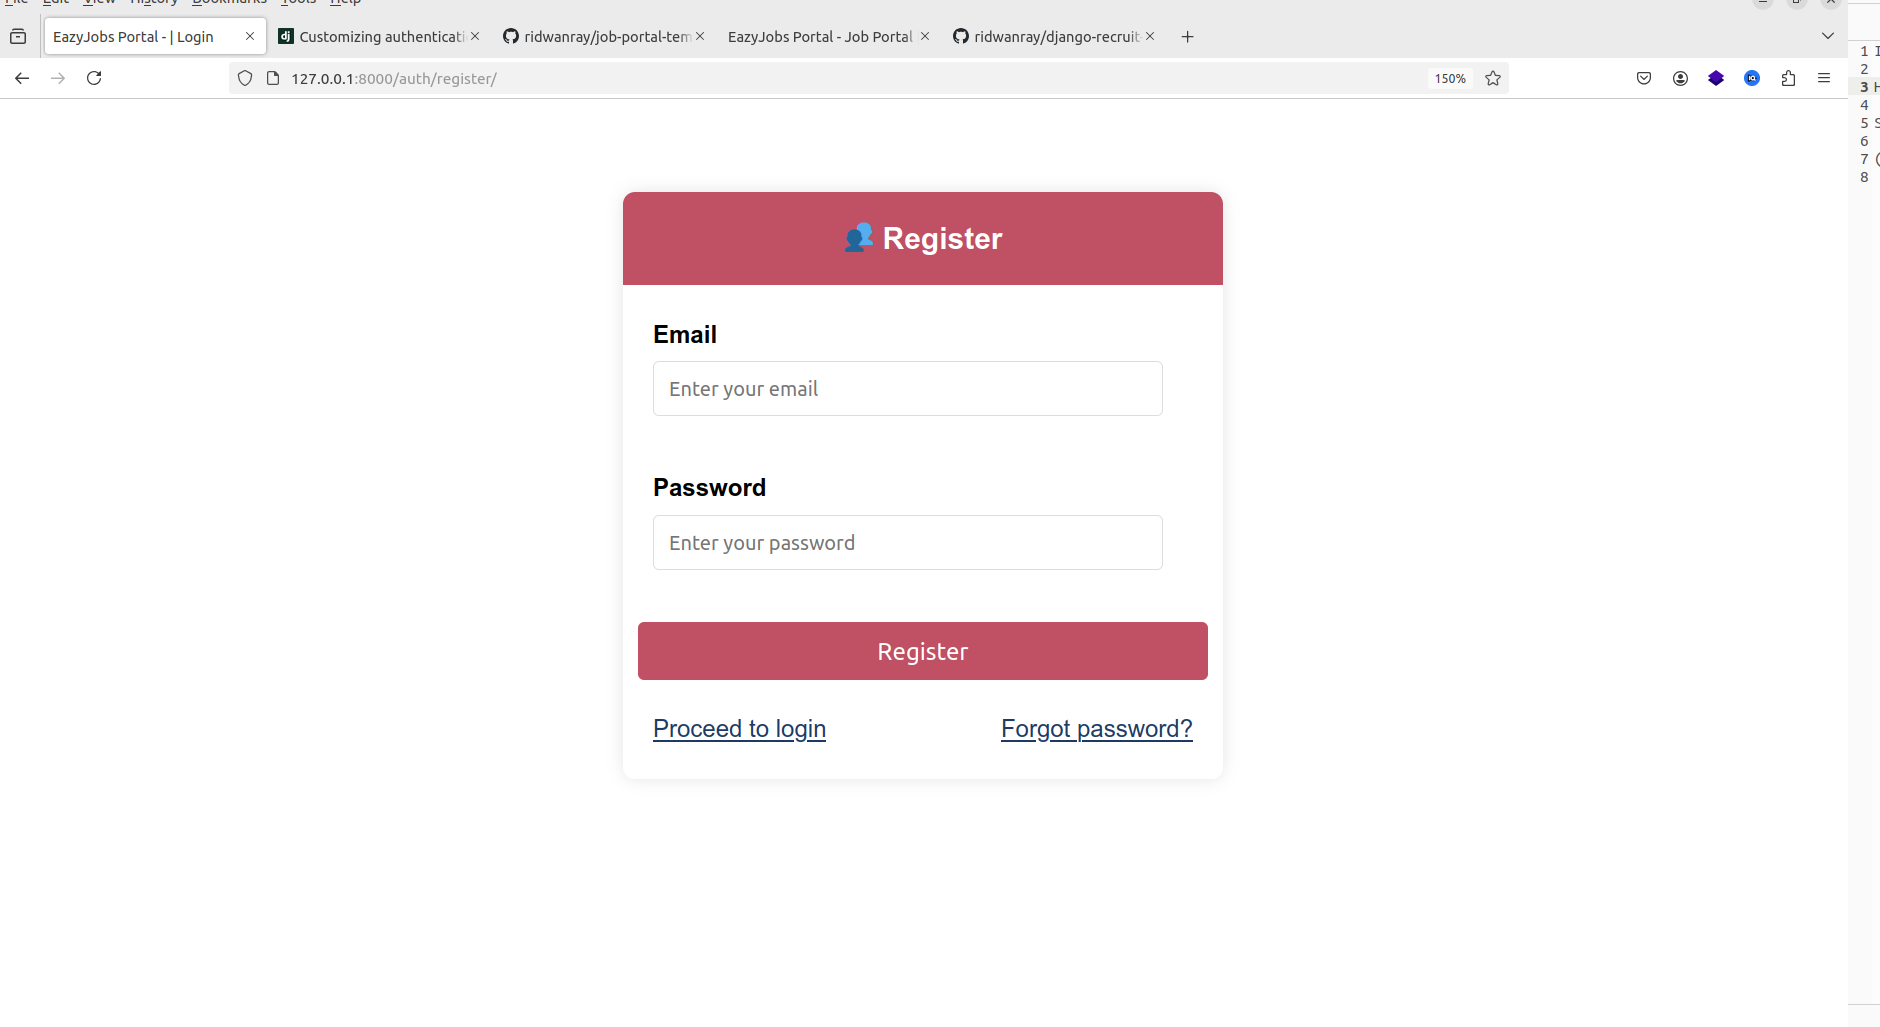 File Edit View History Bookmarks Tools Help
EazyJobs Portal - | Login
Customizing authenticati
ridwanray/job-portal-tem
EazyJobs Portal - Job Portal
ridwanray/django-recruit
127.0.0.1:8000/auth/register/
150%
Register
Email
Enter your email
Password
Enter your password
Register
Proceed to login
Forgot password?
1
2
3
4
5
6
7
8